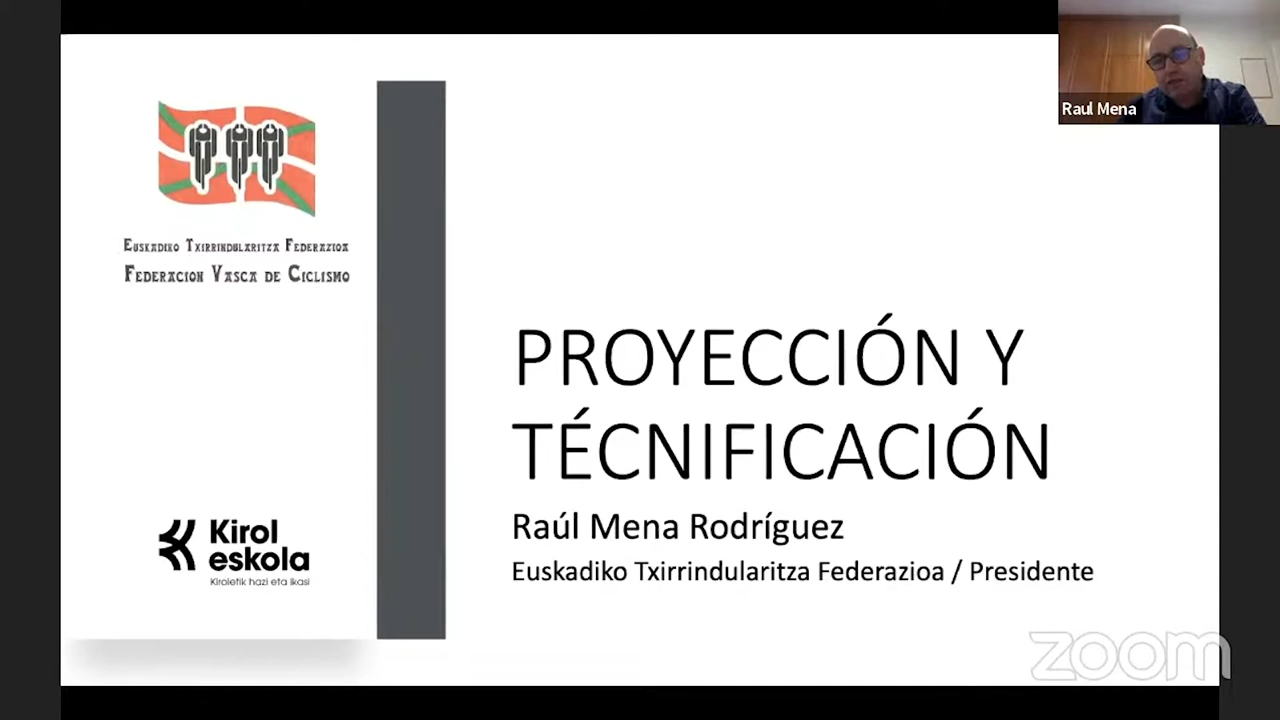 Raul Mena
EUSKADIKO TXIRRINDULARITZA FEDERAZIOA
FEDERACION VASCA DE CICLISMO
PROYECCIÓN Y
TÉCNIFICACIÓN
Raúl Mena Rodríguez
Euskadiko Txirrindularitza Federazioa / Presidente
Kirol
eskola
Kiroletik hazi eta ikasi
zoom